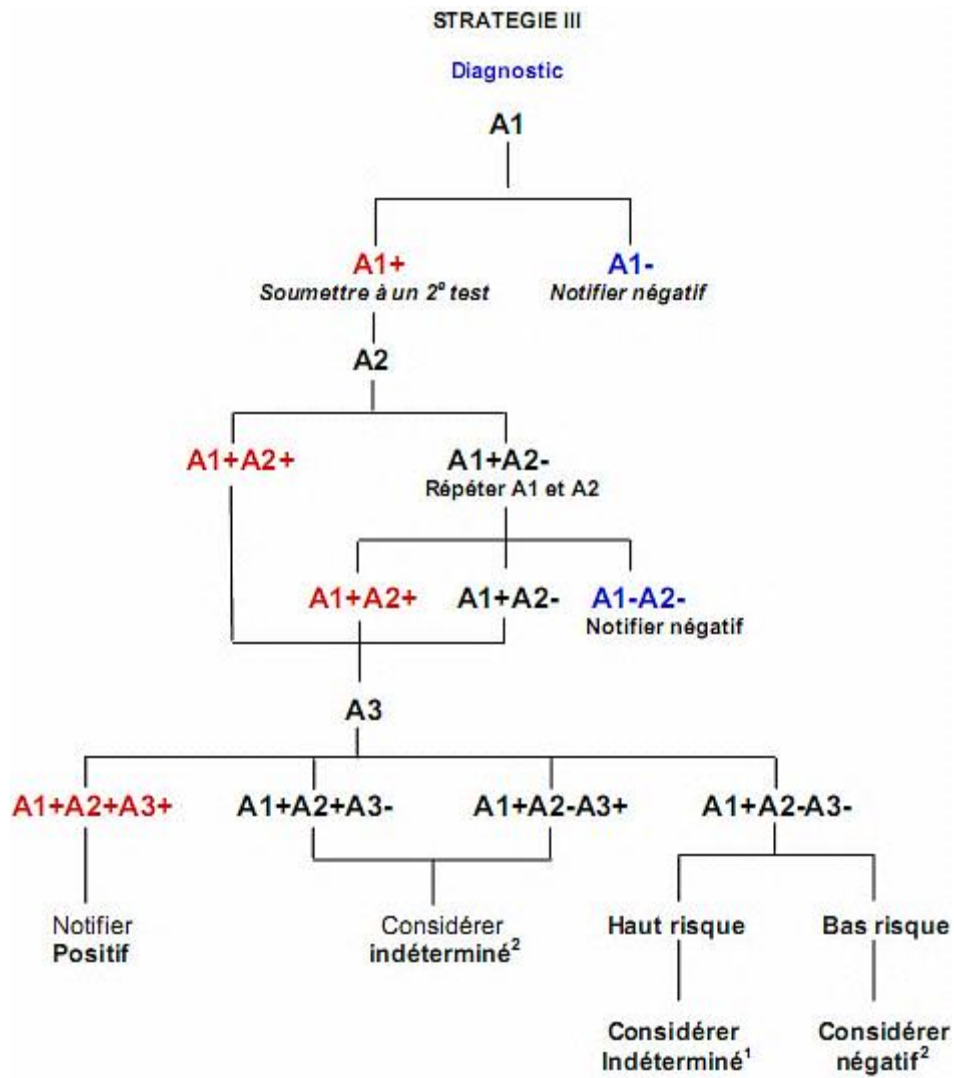 STRATEGIE III
Diagnostic
A1
A1+ A1-
Soumettre à un 2º test Notifier négatif
A2
A1+A2+ A1+A2-
Répéter A1 et A2
A1+A2+ A1+A2- A1-A2-
Notifier négatif
A3
A1+A2+A3+ A1+A2+A3- A1+A2-A3+ A1+A2-A3-
Notifier Considérer Haut risque Bas risque
Positif indéterminé²
Considérer Considérer
Indéterminé¹ négatif²